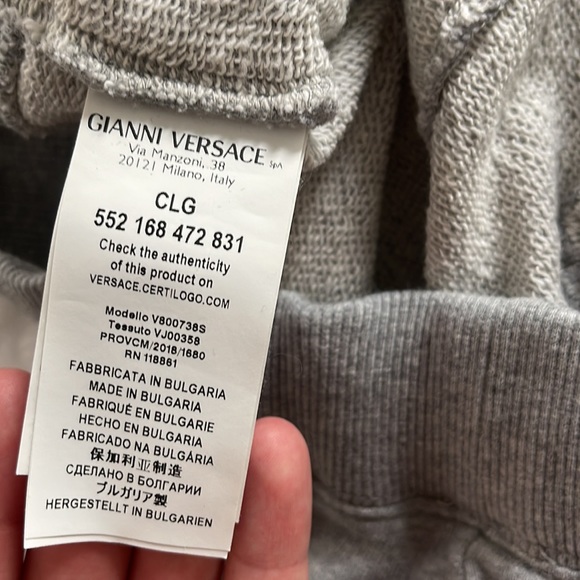 GIANNI VERSACE SpA
Via Manzoni, 38
20121 Milano, Italy
CLG
552 168 472 831
Check the authenticity
of this product on
VERSACE.CERTILOGO.COM
Modello V800738S
Tessuto VJ00358
PROVCM/2018/1680
RN 118861
FABBRICATA IN BULGARIA
MADE IN BULGARIA
FABRIQUÉ EN BULGARIE
HECHO EN BULGARIA
FABRICADO NA BULGÁRIA
保加利亚制造
СДЕЛАНО В БОЛГАРИИ
ブルガリア製
HERGESTELLT IN BULGARIEN